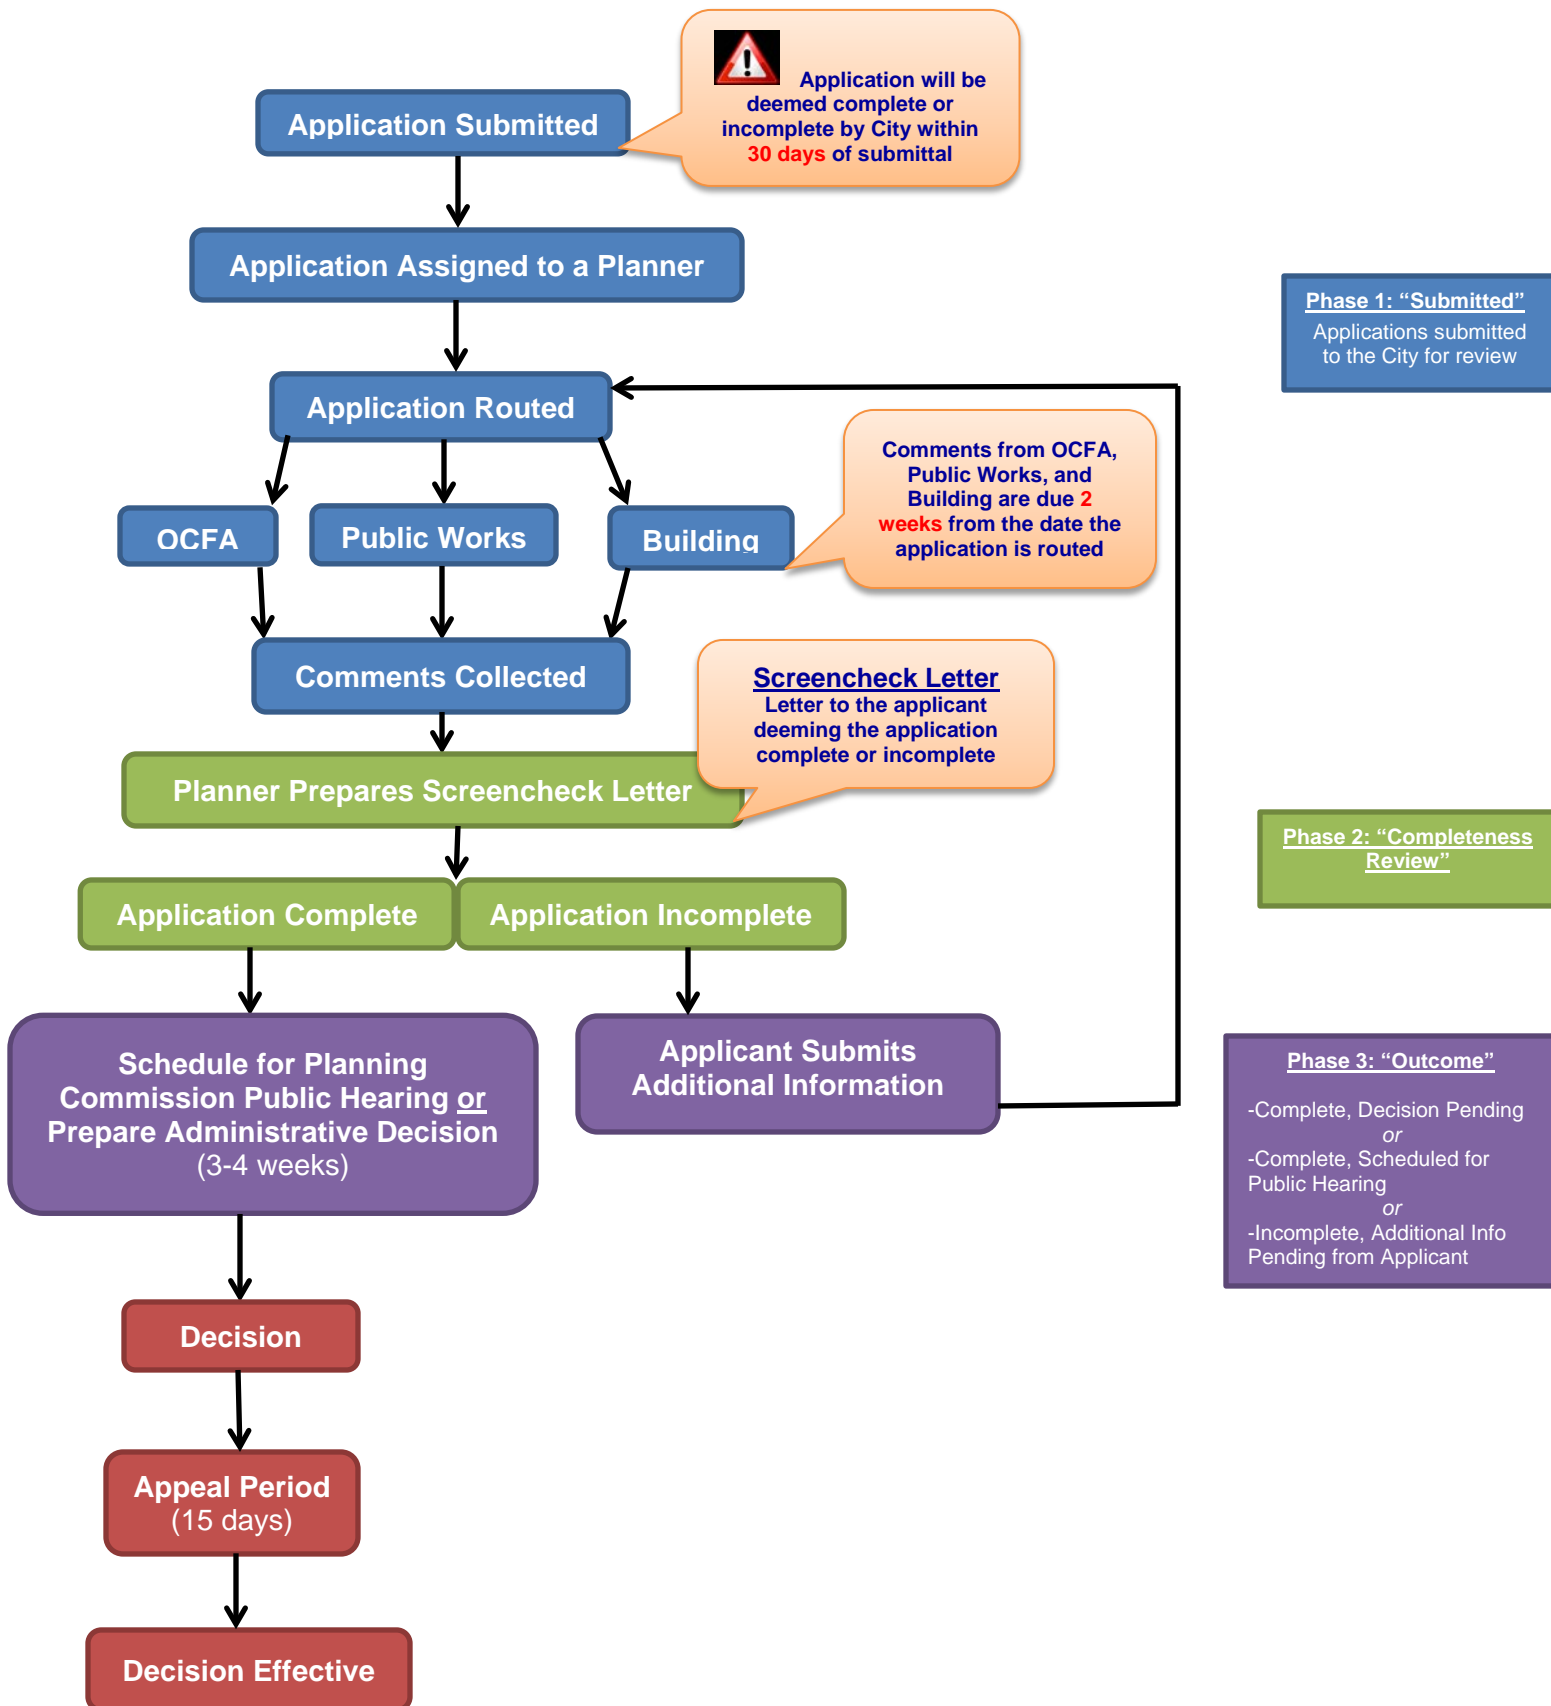 Application will be
deemed complete or
incomplete by City within
30 days of submittal
Application Submitted
Application Assigned to a Planner
Phase 1: “Submitted”
Applications submitted
to the City for review
Application Routed
Comments from OCFA,
Public Works, and
Building are due 2
weeks from the date the
application is routed
OCFA
Public Works
Building
Comments Collected
Screencheck Letter
Letter to the applicant
deeming the application
complete or incomplete
Planner Prepares Screencheck Letter
Phase 2: “Completeness
Review”
Application Complete
Application Incomplete
Schedule for Planning
Commission Public Hearing or
Prepare Administrative Decision
(3-4 weeks)
Applicant Submits
Additional Information
Phase 3: “Outcome”
-Complete, Decision Pending
or
-Complete, Scheduled for
Public Hearing
or
-Incomplete, Additional Info
Pending from Applicant
Decision
Appeal Period
(15 days)
Decision Effective